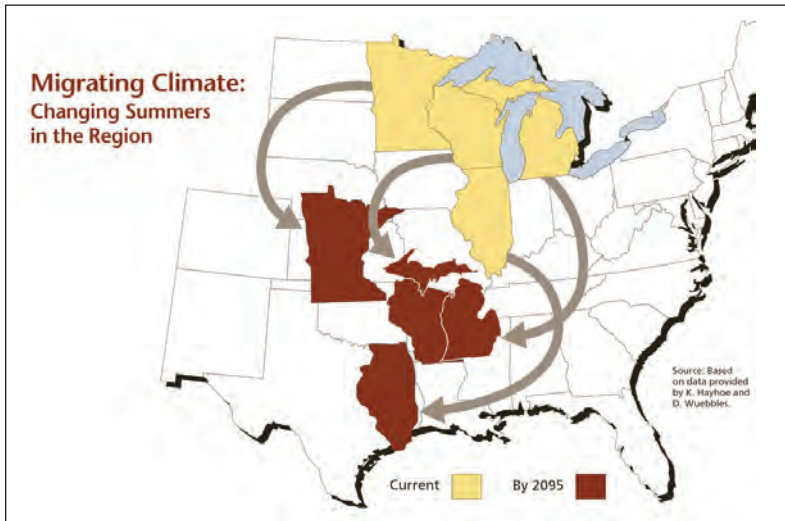 Migrating Climate:
Changing Summers
in the Region
Source: Based
on data provided
by K. Hayhoe and
D. Wuebbles.
Current
By 2095